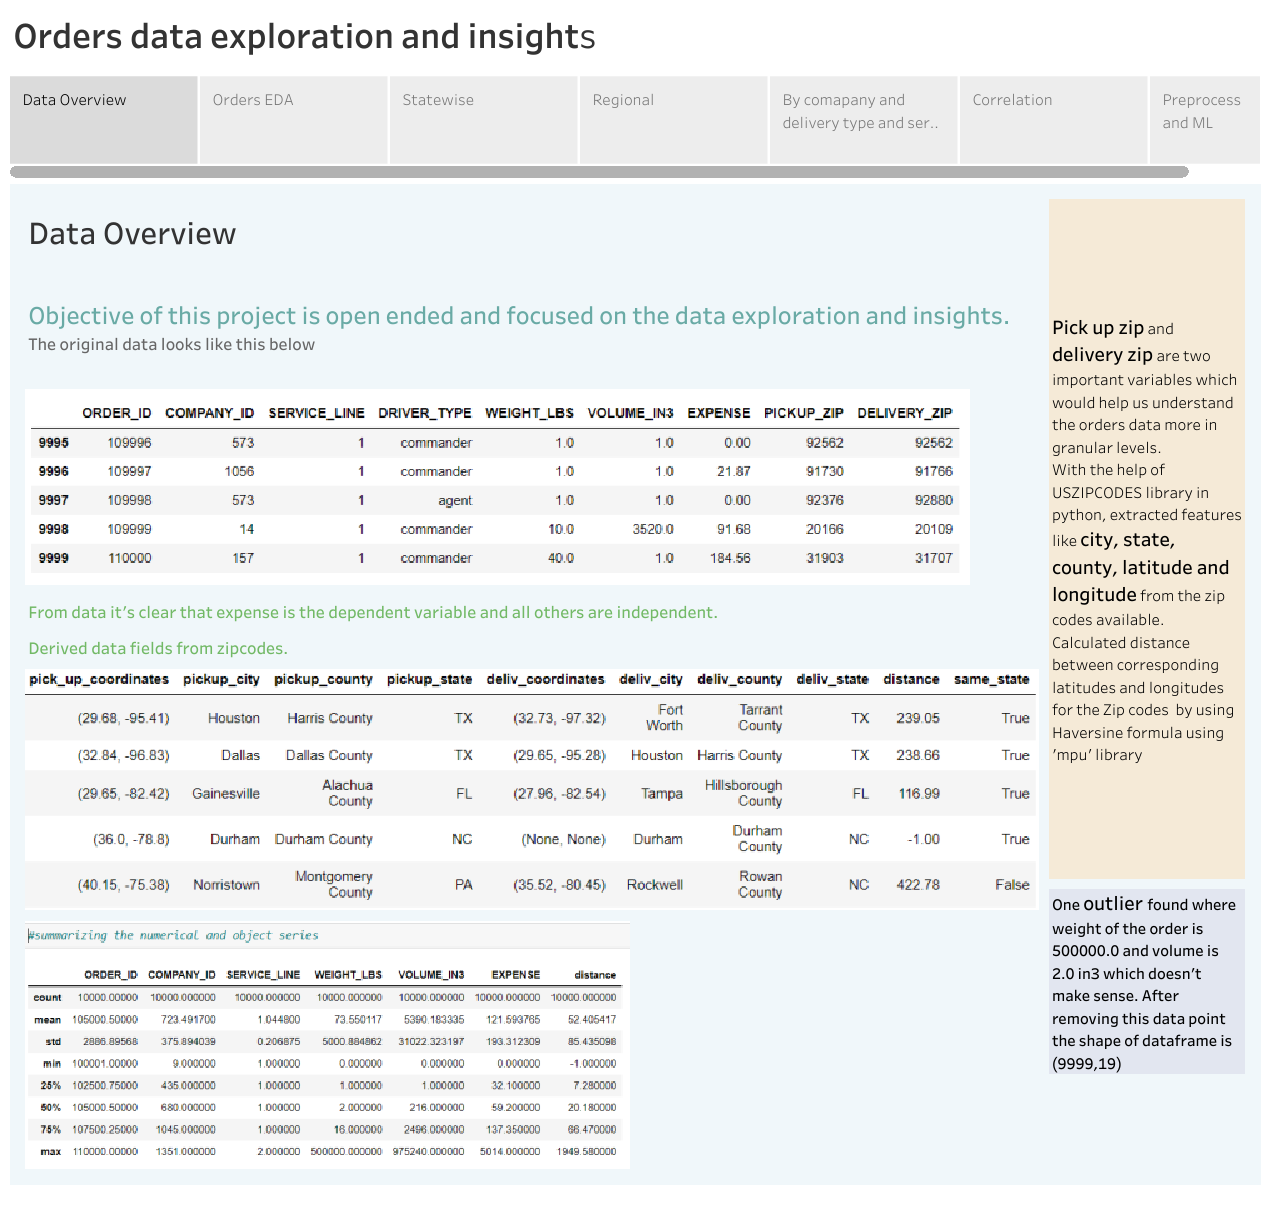 Orders data exploration and insights
Data Overview
Orders EDA
Statewise
Regional
By comapany and
delivery type and ser..
Correlation
Preprocess
and ML
Data Overview
Objective of this project is open ended and focused on the data exploration and insights.
The original data looks like this below
ORDER_ID COMPANY_ID SERVICE_LINE DRIVER_TYPE WEIGHT_LBS VOLUME_IN3 EXPENSE PICKUP_ZIP DELIVERY_ZIP
9995 109996 573 1 commander 1.0 1.0 0.00 92562 92562
9996 109997 1056 1 commander 1.0 1.0 21.87 91730 91766
9997 109998 573 1 agent 1.0 1.0 0.00 92376 92880
9998 109999 14 1 commander 10.0 3520.0 91.68 20166 20109
9999 110000 157 1 commander 40.0 1.0 184.56 31903 31707
From data it's clear that expense is the dependent variable and all others are independent.
Derived data fields from zipcodes.
pick_up_coordinates pickup_city pickup_county pickup_state deliv_coordinates deliv_city deliv_county deliv_state distance same_state
(29.68, -95.41) Houston Harris County TX (32.73, -97.32) Fort Worth Tarrant County TX 239.05 True
(32.84, -96.83) Dallas Dallas County TX (29.65, -95.28) Houston Harris County TX 238.66 True
(29.65, -82.42) Gainesville Alachua County FL (27.96, -82.54) Tampa Hillsborough County FL 116.99 True
(36.0, -78.8) Durham Durham County NC (None, None) Durham Durham County NC -1.00 True
(40.15, -75.38) Norristown Montgomery County PA (35.52, -80.45) Rockwell Rowan County NC 422.78 False
#summarizing the numerical and object series
ORDER_ID COMPANY_ID SERVICE_LINE WEIGHT_LBS VOLUME_IN3 EXPENSE distance
count 10000.00000 10000.000000 10000.000000 10000.000000 10000.000000 10000.000000 10000.000000
mean 105000.50000 723.491700 1.044800 73.550117 5390.183335 121.593765 52.405417
std 2886.89568 375.894039 0.206875 5000.884862 31022.323197 193.312309 85.435098
min 100001.00000 9.000000 1.000000 0.000000 0.000000 0.000000 -1.000000
25% 102500.75000 435.000000 1.000000 1.000000 1.000000 32.100000 7.280000
50% 105000.50000 680.000000 1.000000 2.000000 216.000000 59.200000 20.180000
75% 107500.25000 1045.000000 1.000000 16.000000 2496.000000 137.350000 66.470000
max 110000.00000 1351.000000 2.000000 500000.000000 975240.000000 5014.000000 1949.580000
Pick up zip and
delivery zip are two
important variables which
would help us understand
the orders data more in
granular levels.
With the help of
USZIPCODES library in
python, extracted features
like city, state,
county, latitude and
longitude from the zip
codes available.
Calculated distance
between corresponding
latitudes and longitudes
for the Zip codes by using
Haversine formula using
'mpu' library
One outlier found where
weight of the order is
500000.0 and volume is
2.0 in3 which doesn't
make sense. After
removing this data point
the shape of dataframe is
(9999,19)